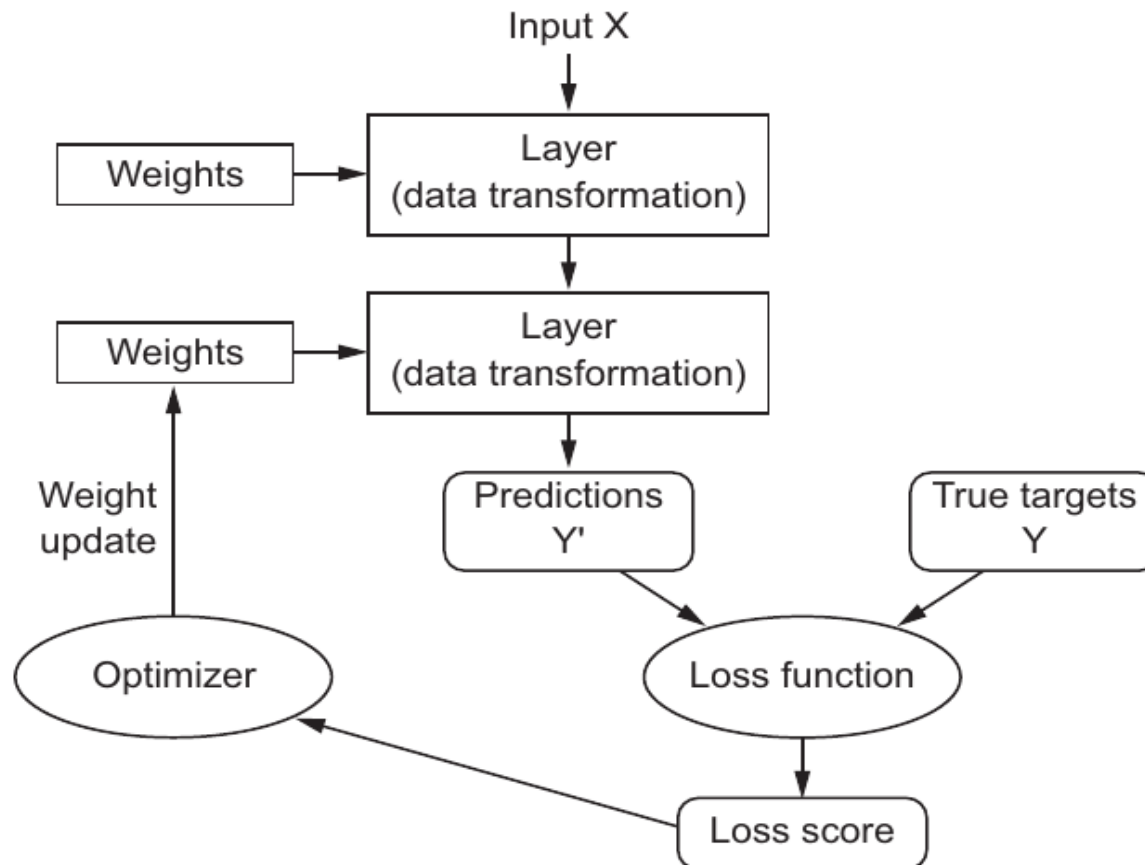 Input X
Layer
(data transformation)
Weights
Layer
(data transformation)
Weights
Weight
update
Predictions
Y'
True targets
Y
Optimizer
Loss function
Loss score